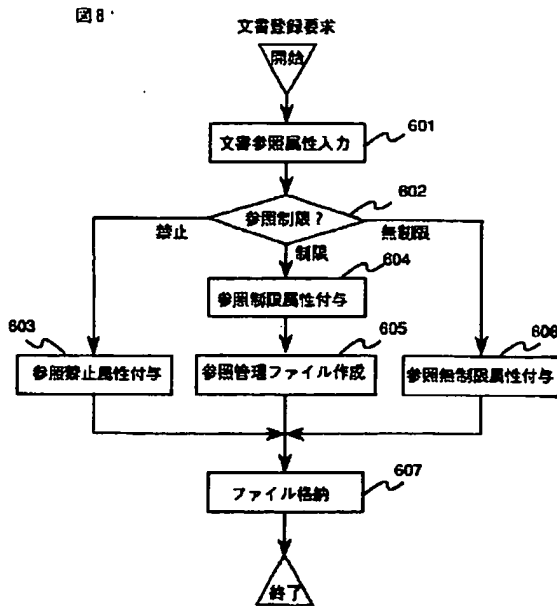 図8
文書登録要求
開始
文書参照属性入力
601
参照制限?
602
禁止
制限
無制限
参照制限属性付与
604
参照禁止属性付与
603
参照管理ファイル作成
605
参照無制限属性付与
606
ファイル格納
607
終了